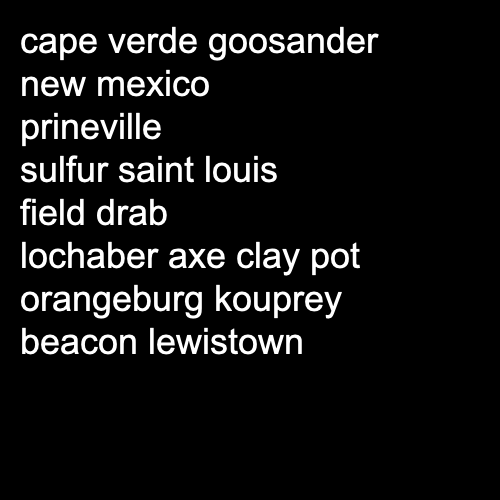 cape verde goosander
new mexico
prineville
sulfur saint louis
field drab
lochaber axe clay pot
orangeburg kouprey
beacon lewistown